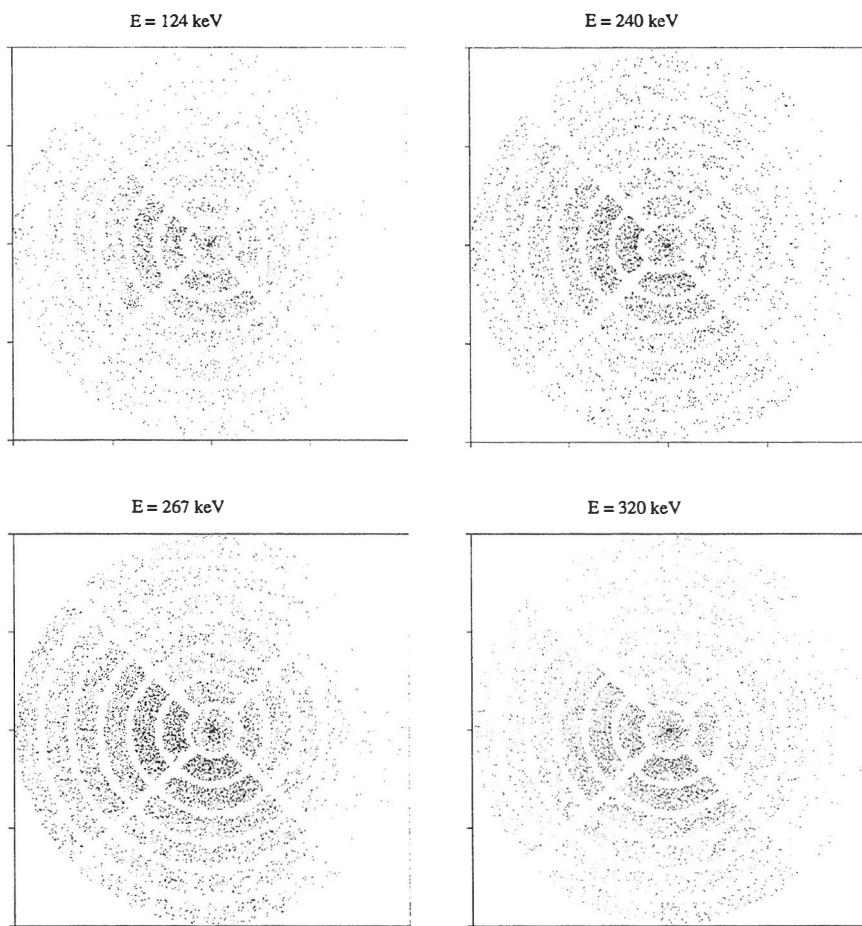 E = 124 keV
E = 240 keV
E = 267 keV
E = 320 keV